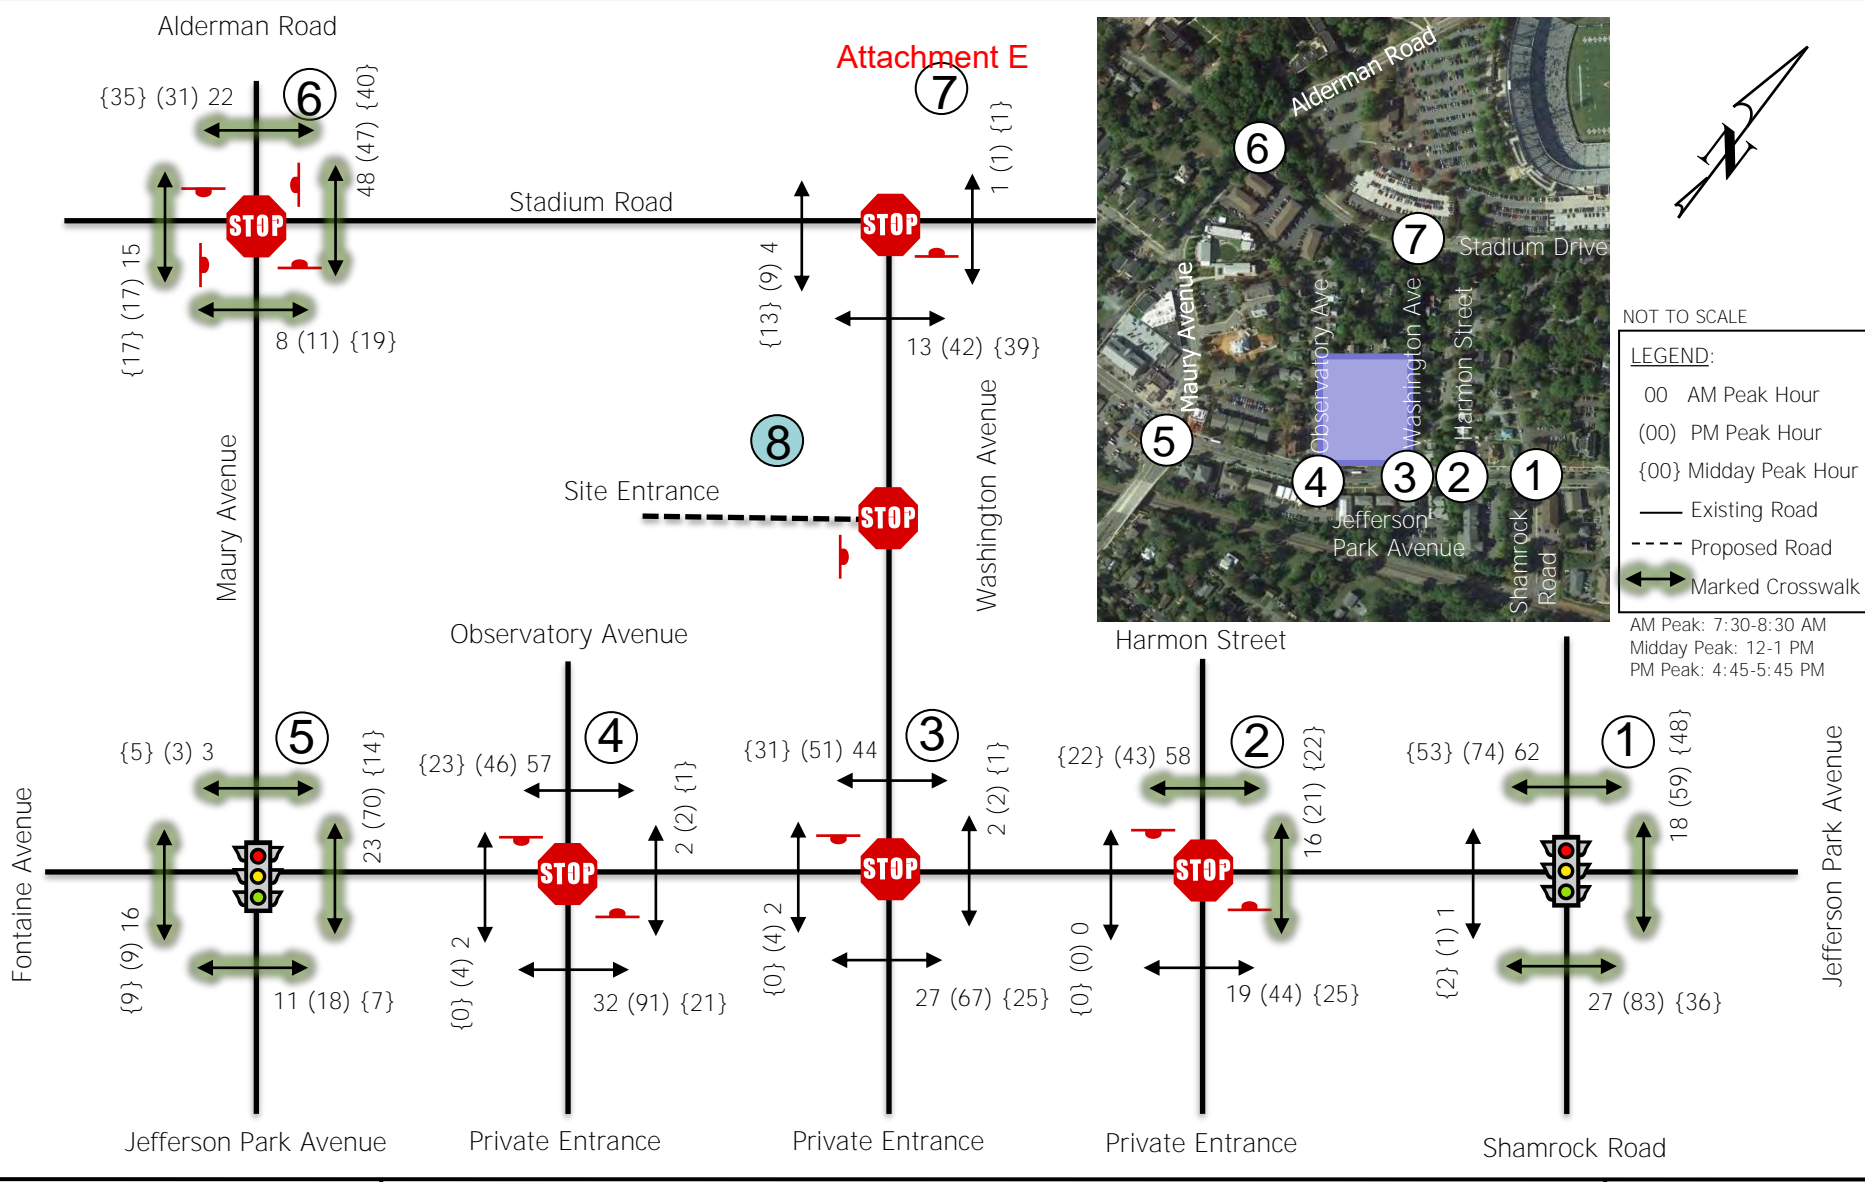 Alderman Road
Attachment E
{35} (31) 22
6
48 (47) {40}
7
1 (1) {1}
STOP
Stadium Road
STOP
{17} (17) 15
8 (11) {19}
{13} (9) 4
13 (42) {39}
Maury Avenue
8
Site Entrance
STOP
Washington Avenue
Alderman Road
6
7
Stadium Drive
Maury Avenue
Observatory Ave
Washington Ave
Harmon Street
5
4
3
2
1
Jefferson
Park Avenue
Shamrock
Road
N
NOT TO SCALE
LEGEND:
00 AM Peak Hour
(00) PM Peak Hour
{00} Midday Peak Hour
Existing Road
Proposed Road
Marked Crosswalk
AM Peak: 7:30-8:30 AM
Midday Peak: 12-1 PM
PM Peak: 4:45-5:45 PM
Observatory Avenue
Harmon Street
Fontaine Avenue
{5} (3) 3
5
23 (70) {14}
{9} (9) 16
11 (18) {7}
{23} (46) 57
4
2 (2) {1}
STOP
{0} (4) 2
32 (91) {21}
{31} (51) 44
3
2 (2) {1}
STOP
{0} (4) 2
27 (67) {25}
{22} (43) 58
2
16 (21) {22}
STOP
{0} (0) 0
19 (44) {25}
{53} (74) 62
1
18 (59) {48}
{2} (1) 1
27 (83) {36}
Jefferson Park Avenue
Jefferson Park Avenue
Private Entrance
Private Entrance
Private Entrance
Shamrock Road